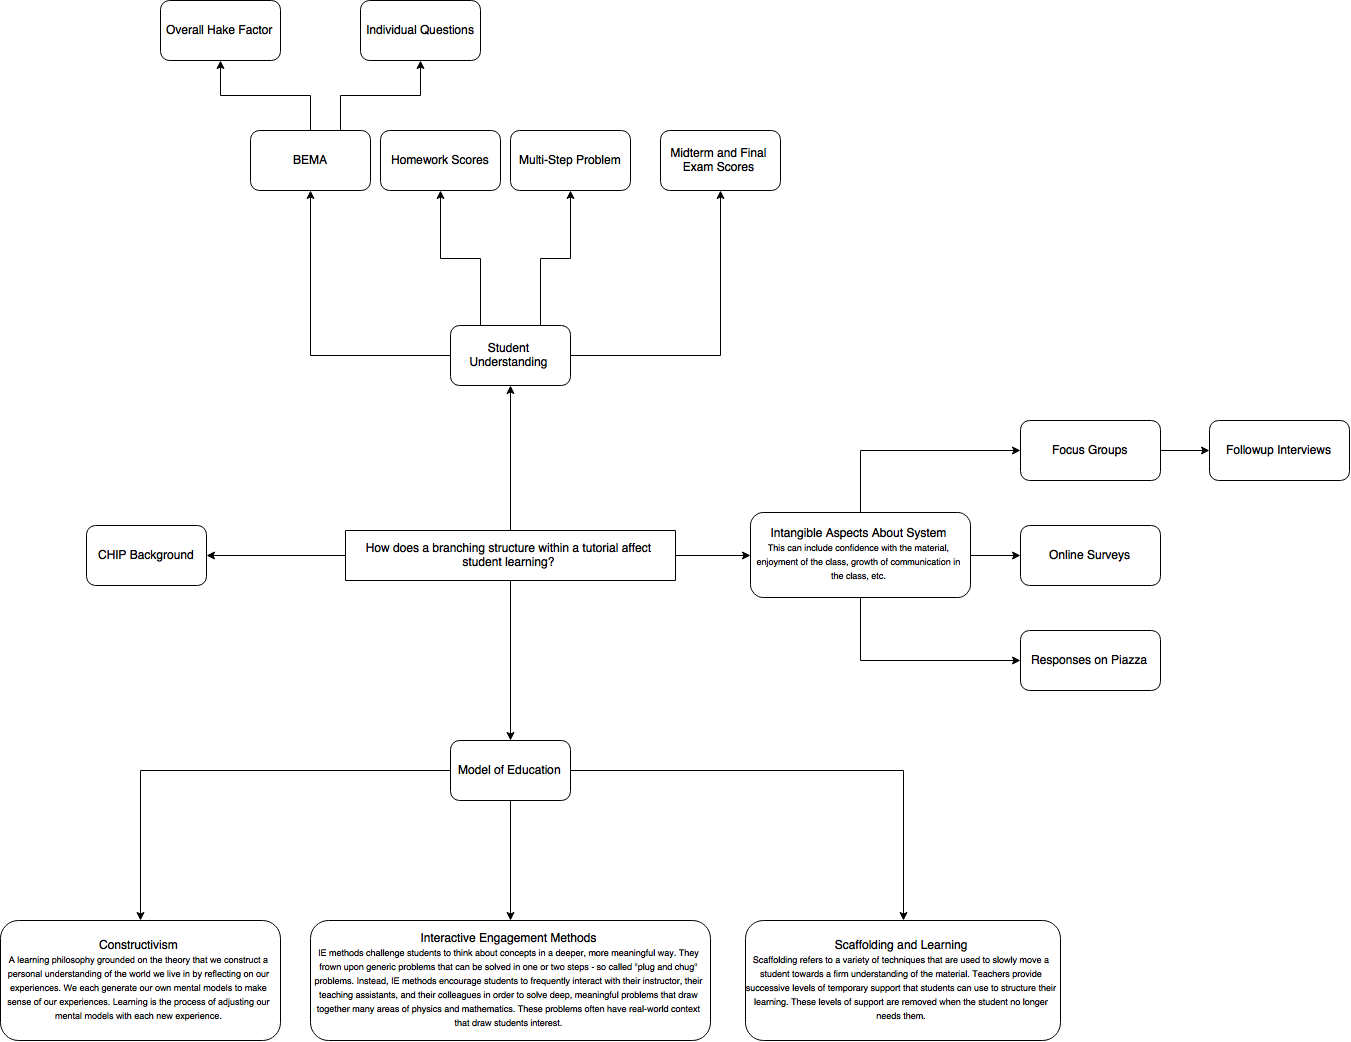 Overall Hake Factor
Individual Questions
BEMA
Homework Scores
Multi-Step Problem
Midterm and Final
Exam Scores
Student
Understanding
Focus Groups
Followup Interviews
CHIP Background
How does a branching structure within a tutorial affect
student learning?
Intangible Aspects About System
This can include confidence with the material,
enjoyment of the class, growth of communication in
the class, etc.
Online Surveys
Responses on Piazza
Model of Education
Constructivism
A learning philosophy grounded on the theory that we construct a
personal understanding of the world we live in by reflecting on our
experiences. We each generate our own mental models to make
sense of our experiences. Learning is the process of adjusting our
mental models with each new experience.
Interactive Engagement Methods
IE methods challenge students to think about concepts in a deeper, more meaningful way. They
frown upon generic problems that can be solved in one or two steps - so called "plug and chug"
problems. Instead, IE methods encourage students to frequently interact with their instructor, their
teaching assistants, and their colleagues in order to solve deep, meaningful problems that draw
together many areas of physics and mathematics. These problems often have real-world context
that draw students interest.
Scaffolding and Learning
Scaffolding refers to a variety of techniques that are used to slowly move a
student towards a firm understanding of the material. Teachers provide
successive levels of temporary support that students can use to structure their
learning. These levels of support are removed when the student no longer
needs them.